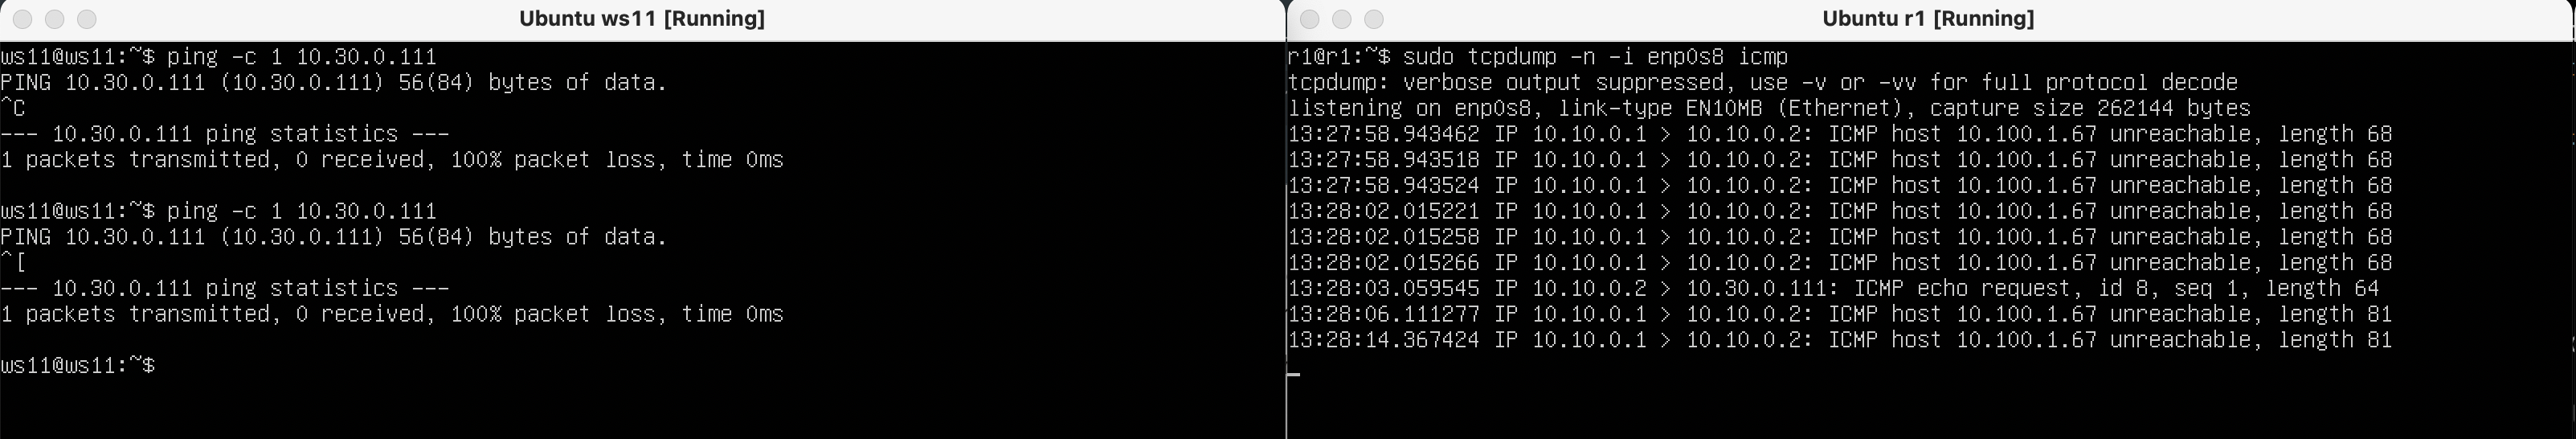 Ubuntu ws11 [Running]
ws11@ws11:~$ ping -c 1 10.30.0.111
PING 10.30.0.111 (10.30.0.111) 56(84) bytes of data.
^C
--- 10.30.0.111 ping statistics ---
1 packets transmitted, 0 received, 100% packet loss, time 0ms
ws11@ws11:~$ ping -c 1 10.30.0.111
PING 10.30.0.111 (10.30.0.111) 56(84) bytes of data.
^[
--- 10.30.0.111 ping statistics ---
1 packets transmitted, 0 received, 100% packet loss, time 0ms
ws11@ws11:~$
Ubuntu r1 [Running]
r1@r1:~$ sudo tcpdump -n -i enp0s8 icmp
tcpdump: verbose output suppressed, use -v or -vv for full protocol decode
listening on enp0s8, link-type EN10MB (Ethernet), capture size 262144 bytes
13:27:58.943462 IP 10.10.0.1 > 10.10.0.2: ICMP host 10.100.1.67 unreachable, length 68
13:27:58.943518 IP 10.10.0.1 > 10.10.0.2: ICMP host 10.100.1.67 unreachable, length 68
13:27:58.943524 IP 10.10.0.1 > 10.10.0.2: ICMP host 10.100.1.67 unreachable, length 68
13:28:02.015221 IP 10.10.0.1 > 10.10.0.2: ICMP host 10.100.1.67 unreachable, length 68
13:28:02.015258 IP 10.10.0.1 > 10.10.0.2: ICMP host 10.100.1.67 unreachable, length 68
13:28:02.015266 IP 10.10.0.1 > 10.10.0.2: ICMP host 10.100.1.67 unreachable, length 68
13:28:03.059545 IP 10.10.0.2 > 10.30.0.111: ICMP echo request, id 8, seq 1, length 64
13:28:06.111277 IP 10.10.0.1 > 10.10.0.2: ICMP host 10.100.1.67 unreachable, length 81
13:28:14.367424 IP 10.10.0.1 > 10.10.0.2: ICMP host 10.100.1.67 unreachable, length 81